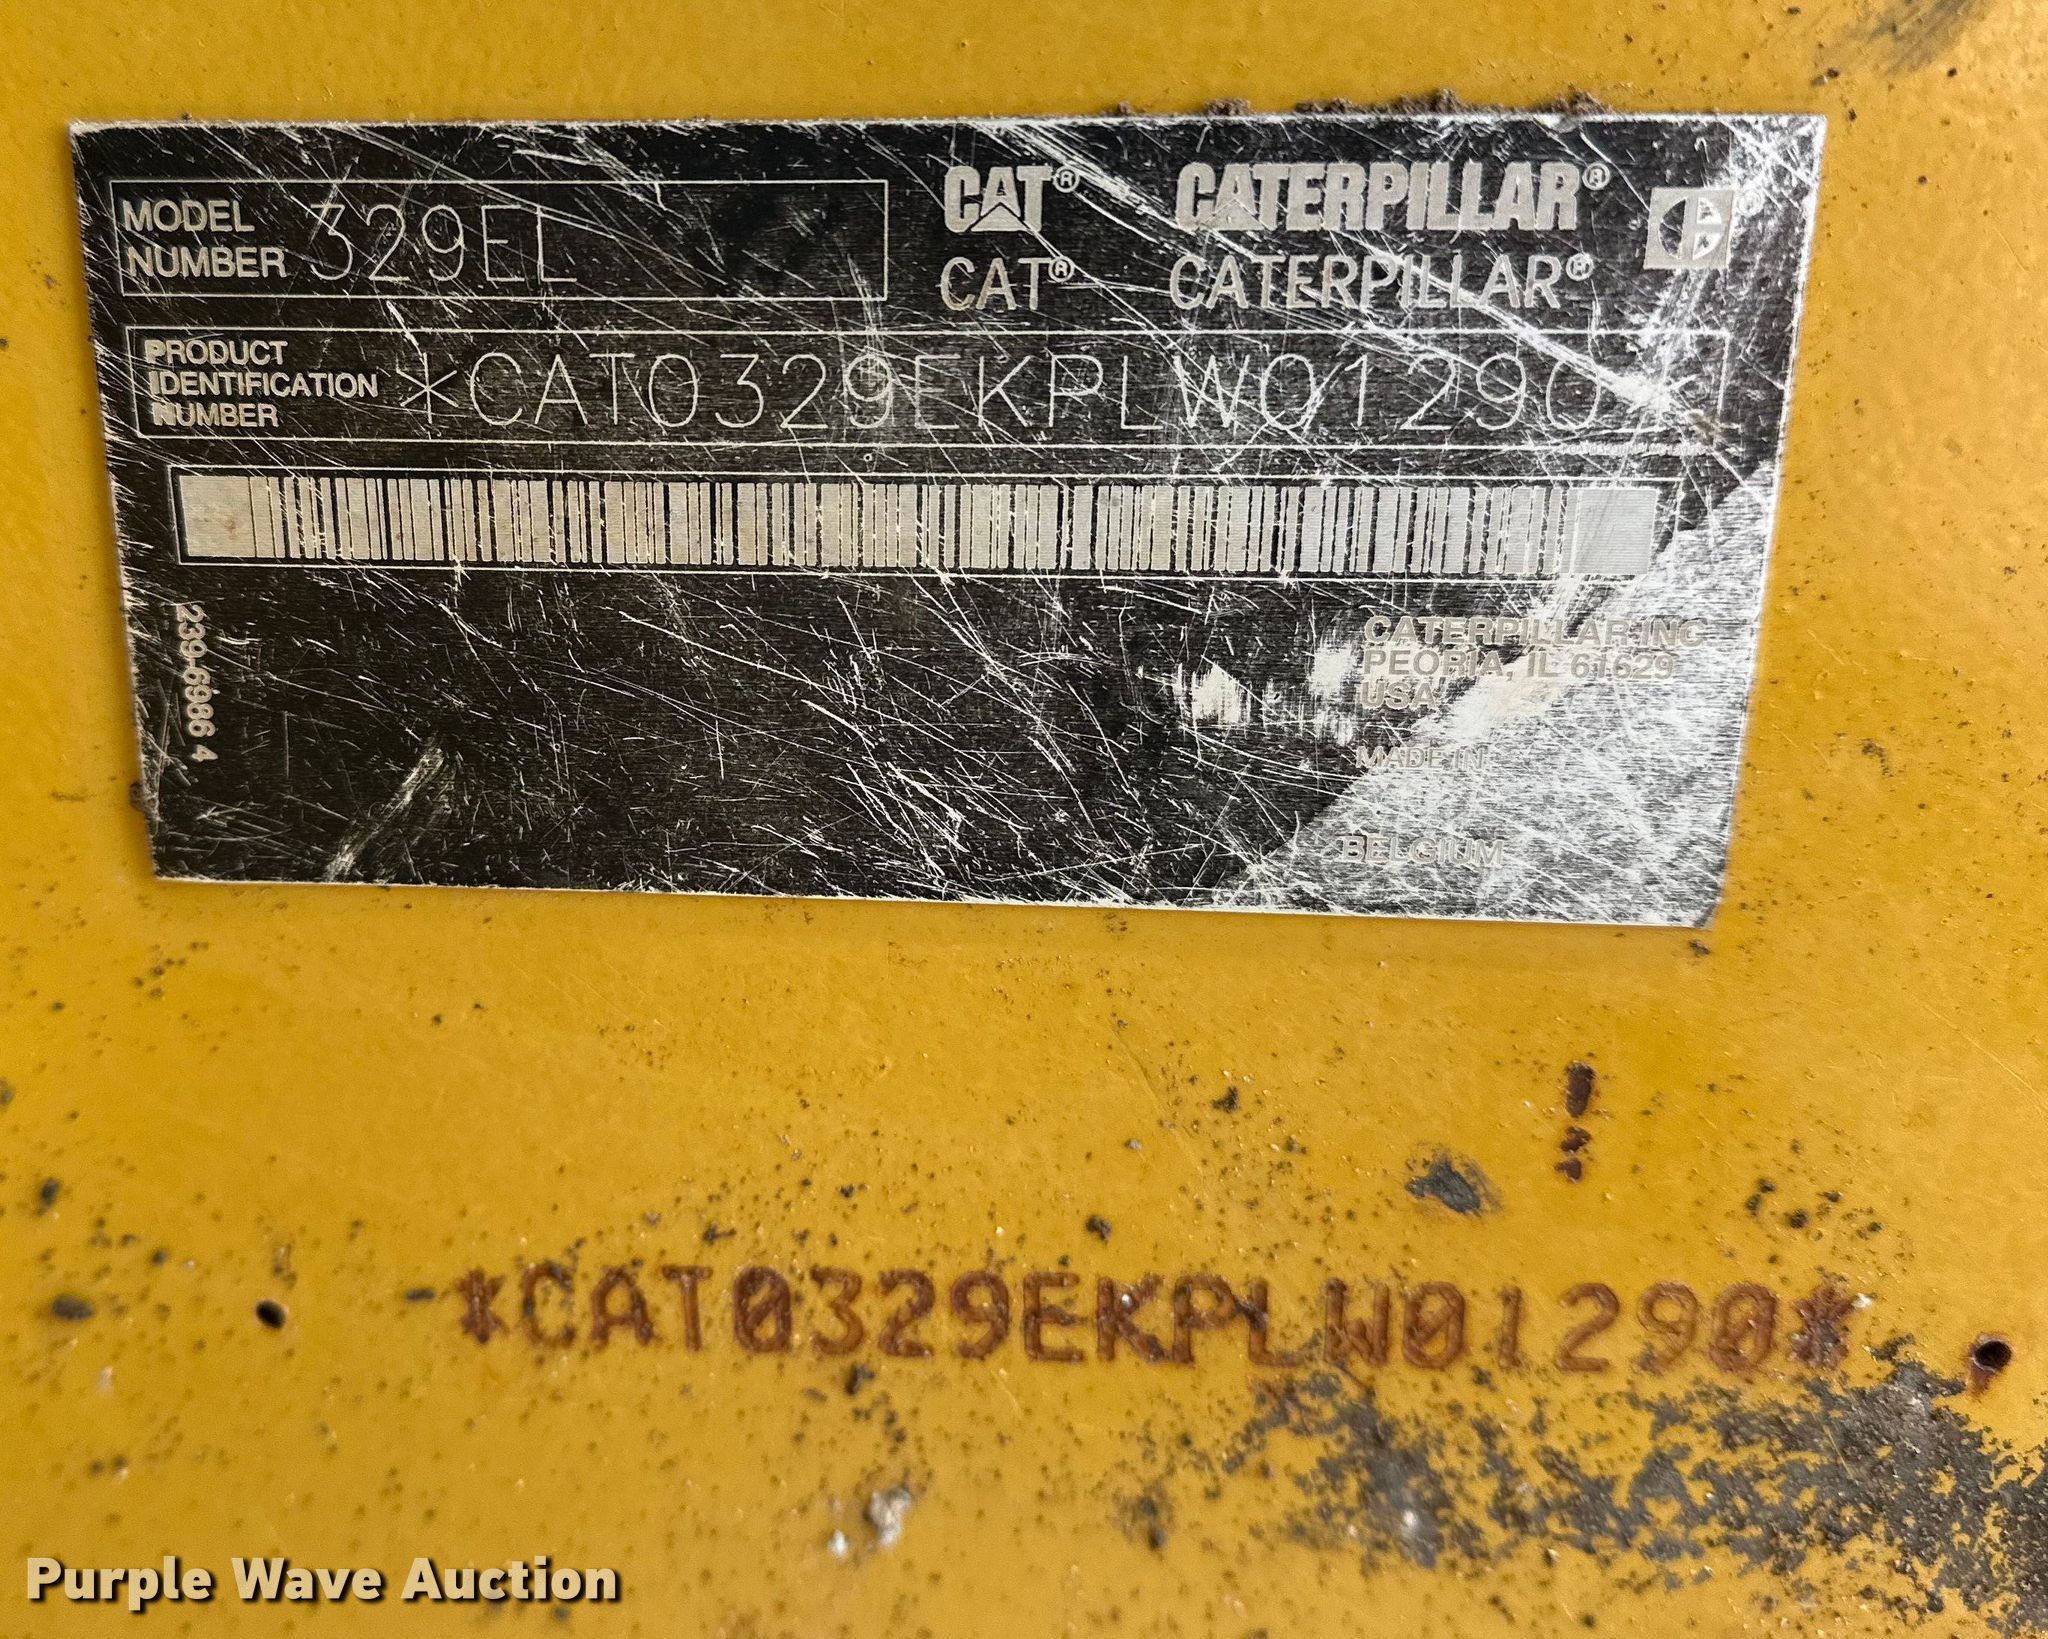 MODEL NUMBER 329EL
CAT® CATERPILLAR® ®
CAT® CATERPILLAR®
PRODUCT IDENTIFICATION NUMBER *CAT0329EKPLW01290*
239-6986 4
CATERPILLAR INC
PEORIA, IL 61629
USA
MADE IN
BELGIUM
*CAT0329EKPLW01290*
Purple Wave Auction